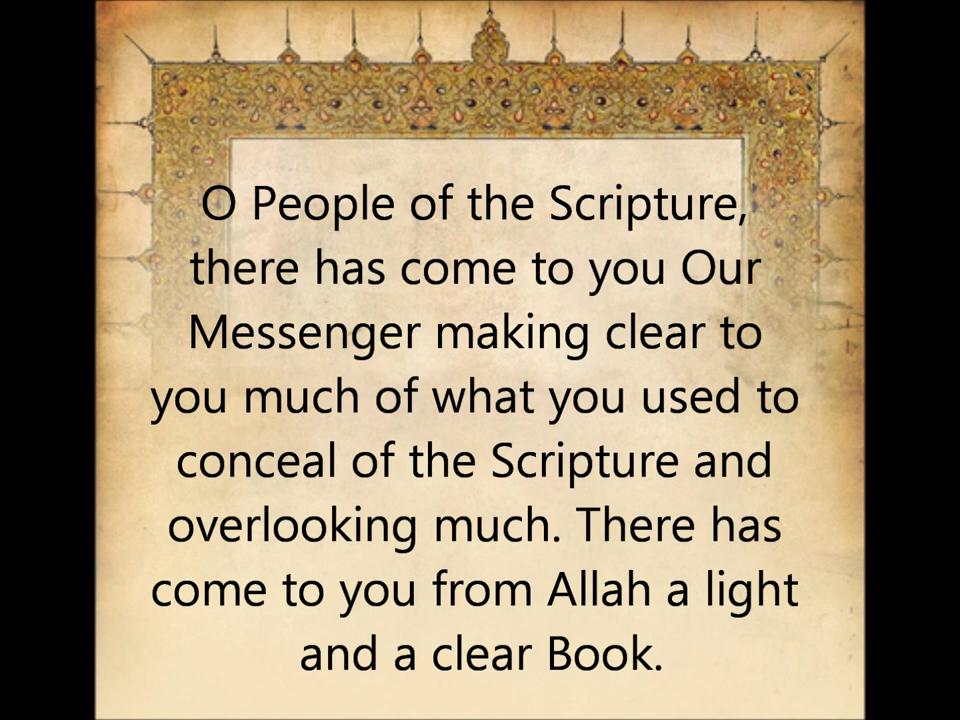 O People of the Scripture,
there has come to you Our
Messenger making clear to
you much of what you used to
conceal of the Scripture and
overlooking much. There has
come to you from Allah a light
and a clear Book.